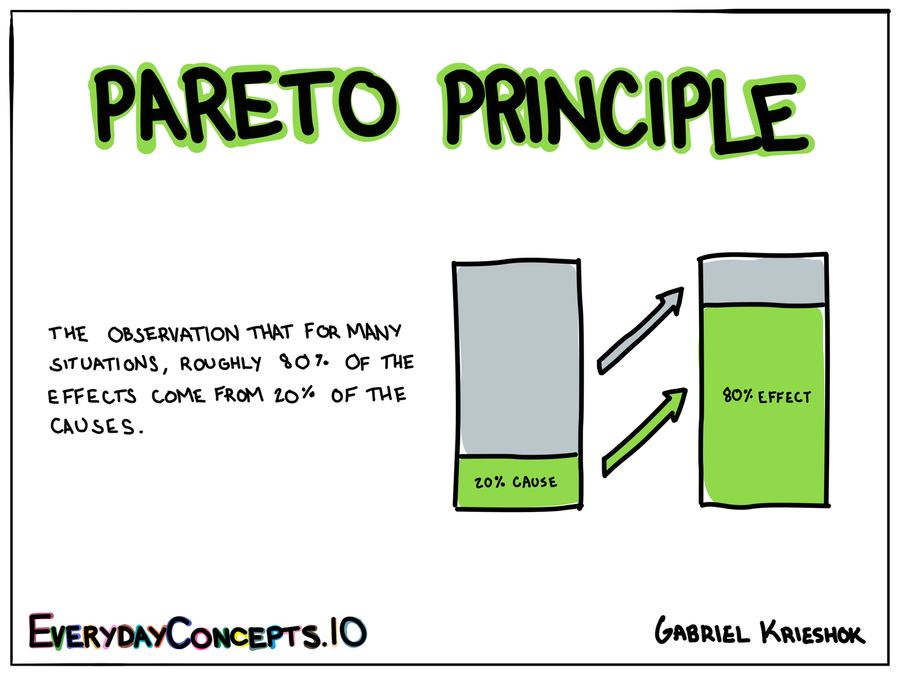 PARETO PRINCIPLE
THE OBSERVATION THAT FOR MANY
SITUATIONS, ROUGHLY 80% OF THE
EFFECTS COME FROM 20% OF THE
CAUSES.
20% CAUSE
80% EFFECT
EVERYDAYCONCEPTS.IO
GABRIEL KRIESHOK